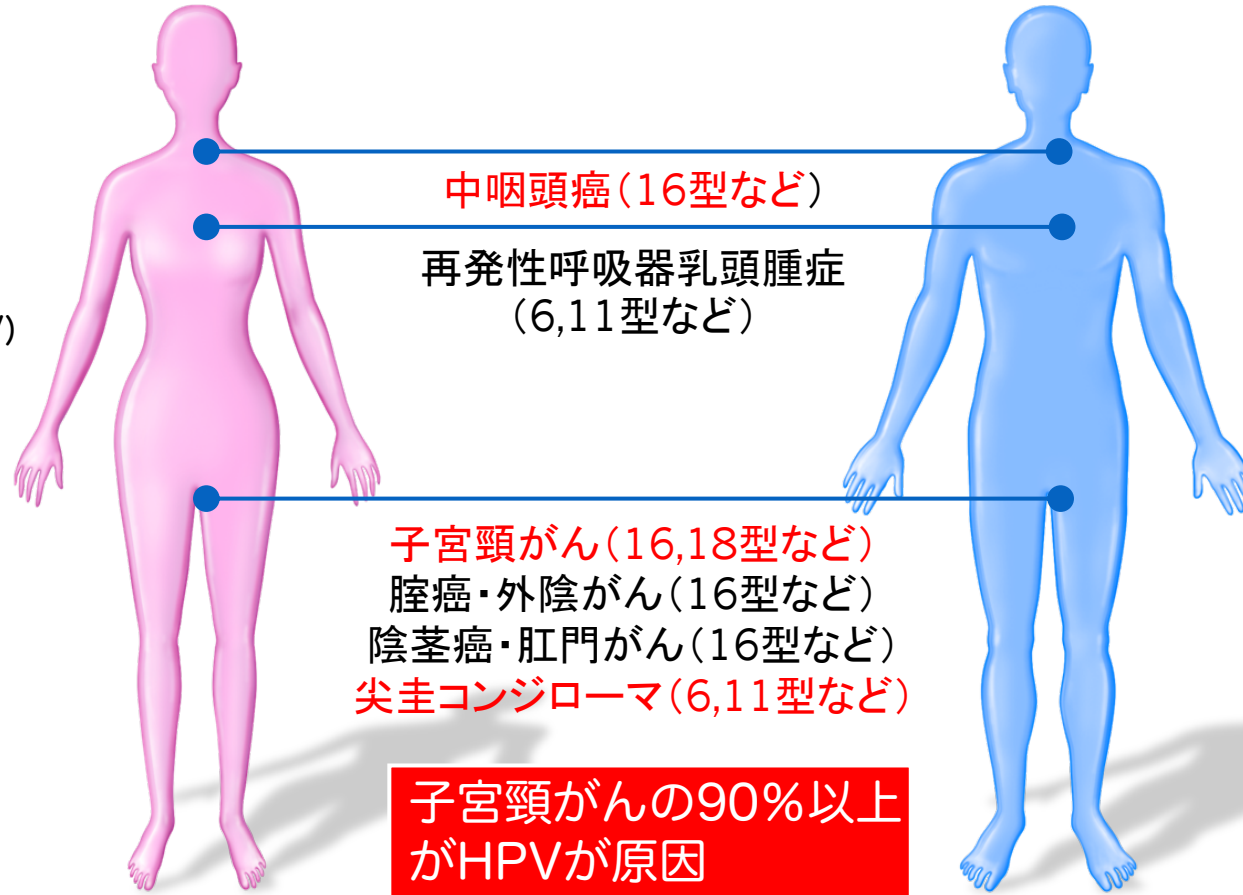 中咽頭癌（16型など）
再発性呼吸器乳頭腫症
（6,11型など）
子宮頸がん（16,18型など）
腟癌・外陰がん（16型など）
陰茎癌・肛門がん（16型など）
尖圭コンジローマ（6,11型など）
子宮頸がんの90%以上
がHPVが原因